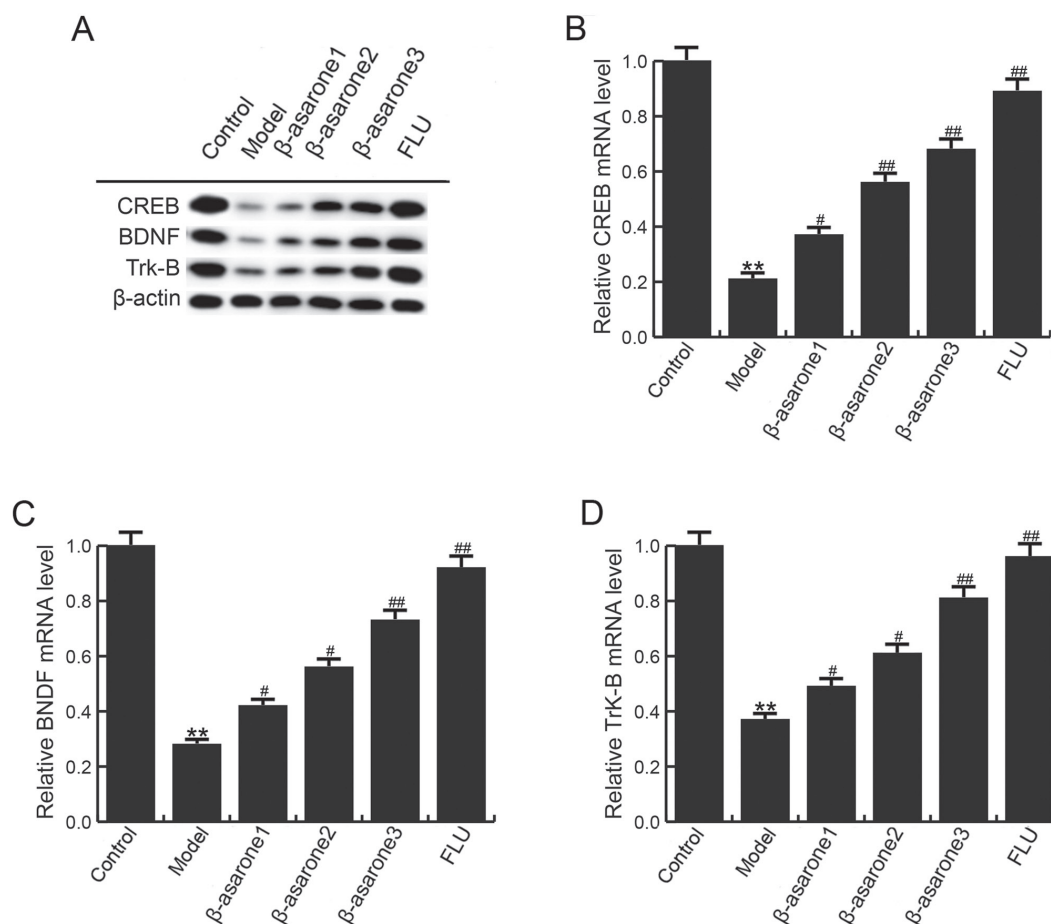 A
Control Model β-asarone1 β-asarone2 β-asarone3 FLU
CREB
BDNF
Trk-B
β-actin
B
Relative CREB mRNA level
1.0
0.8
0.6
0.4
0.2
0.0
** # ## ## ##
Control Model β-asarone1 β-asarone2 β-asarone3 FLU
C
Relative BNDF mRNA level
1.0
0.8
0.6
0.4
0.2
0.0
** # # ## ##
Control Model β-asarone1 β-asarone2 β-asarone3 FLU
D
Relative TrK-B mRNA level
1.0
0.8
0.6
0.4
0.2
0.0
** # # ## ##
Control Model β-asarone1 β-asarone2 β-asarone3 FLU